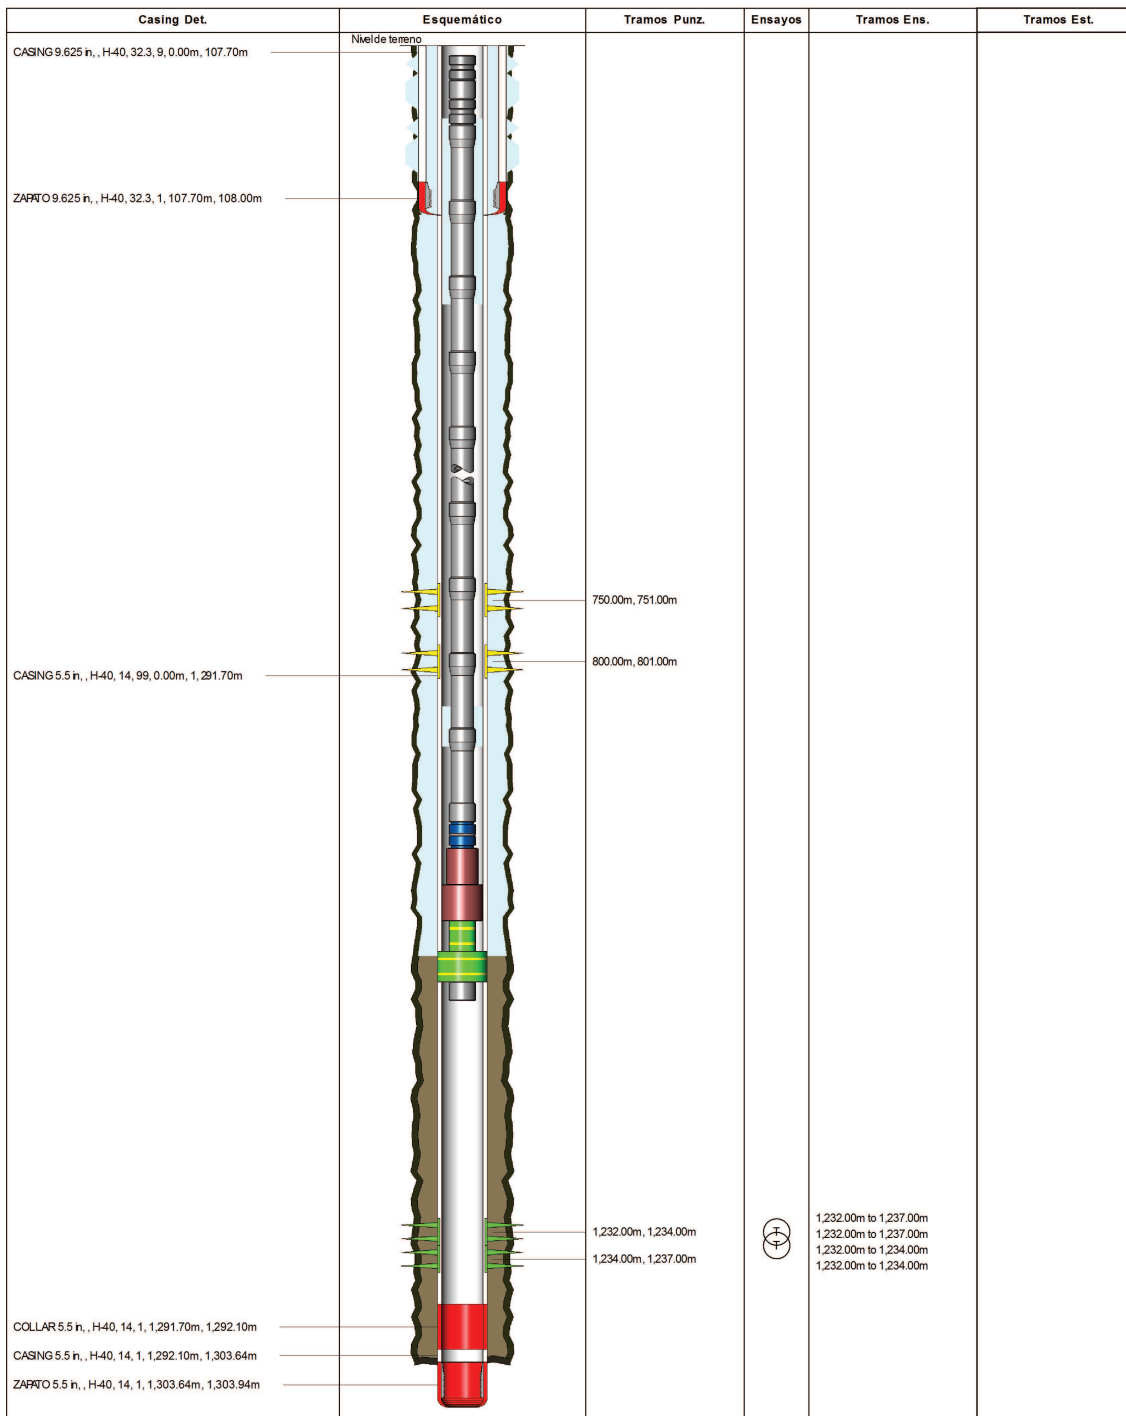 Casing Det.
Esquemático
Tramos Punz.
Ensayos
Tramos Ens.
Tramos Est.
Nivel de terreno
CASING 9.625 in, , H-40, 32.3, 9, 0.00m, 107.70m
ZAPATO 9.625 in, , H-40, 32.3, 1, 107.70m, 108.00m
750.00m, 751.00m
800.00m, 801.00m
CASING 5.5 in, , H-40, 14, 99, 0.00m, 1,291.70m
1,232.00m to 1,237.00m
1,232.00m, 1,234.00m
T
1,232.00m to 1,237.00m
T
1,232.00m to 1,234.00m
1,234.00m, 1,237.00m
1,232.00m to 1,234.00m
COLLAR 5.5 in, , H-40, 14, 1, 1,291.70m, 1,292.10m
CASING 5.5 in, , H-40, 14, 1, 1,292.10m, 1,303.64m
ZAPATO 5.5 in, , H-40, 14, 1, 1,303.64m, 1,303.94m